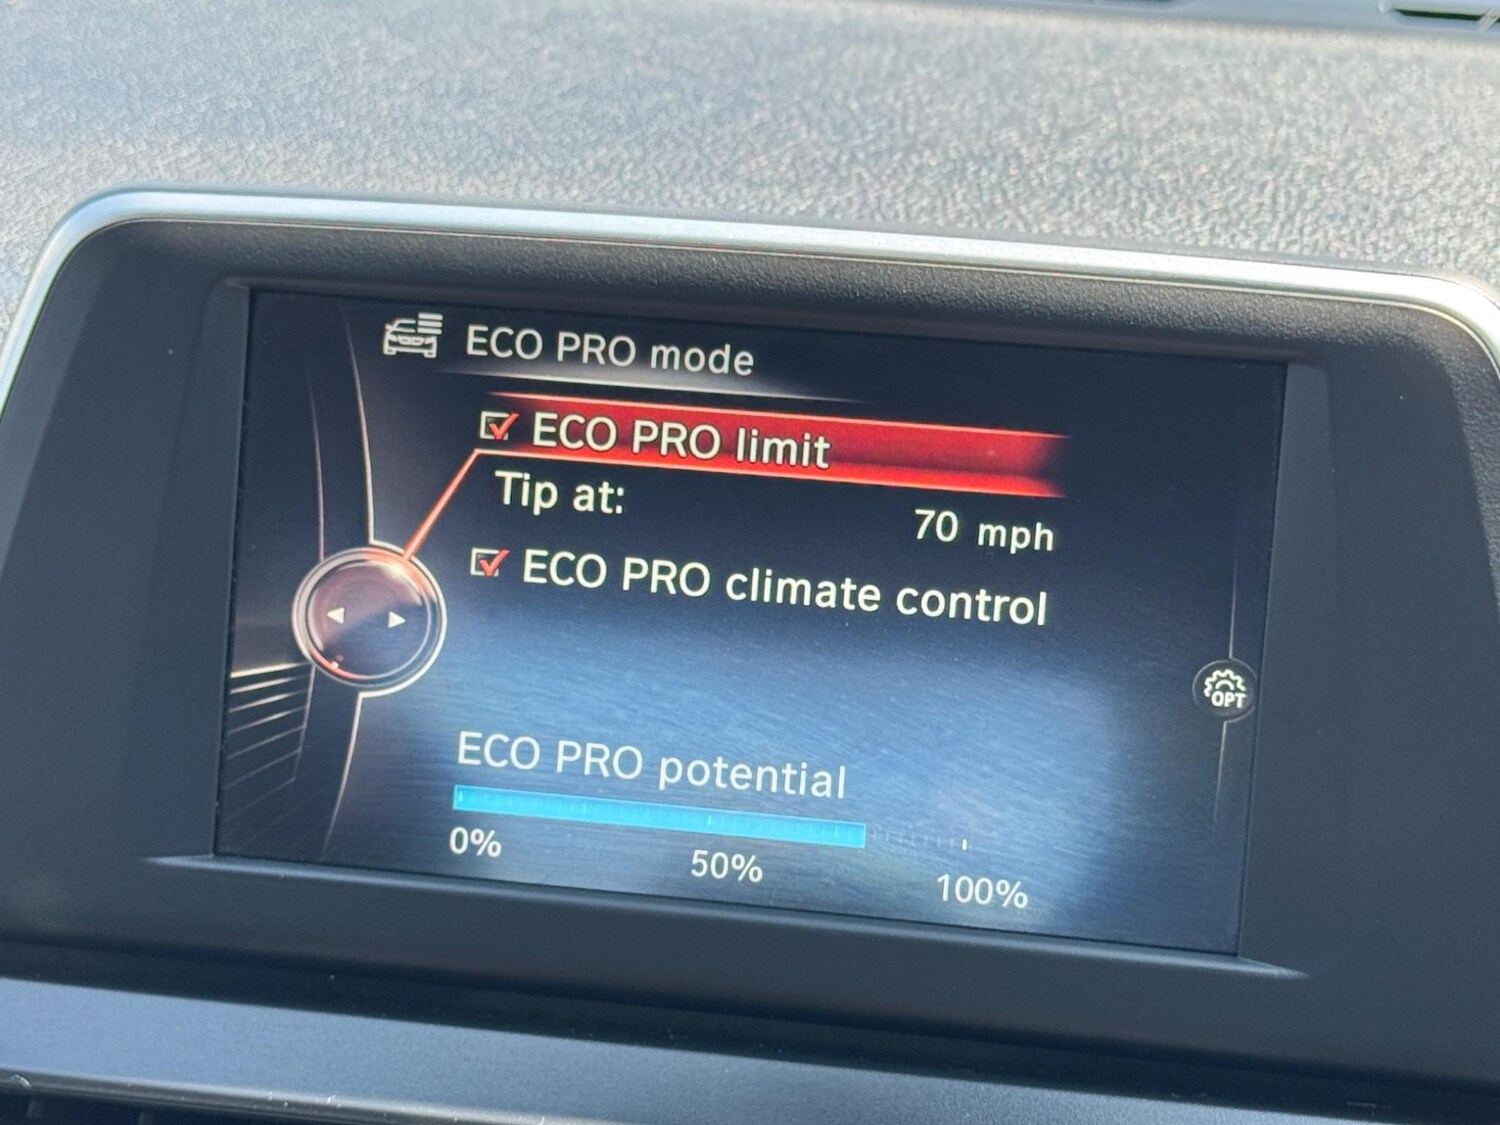 ECO PRO mode
ECO PRO limit
Tip at: 70 mph
ECO PRO climate control
OPT
ECO PRO potential
0% 50% 100%